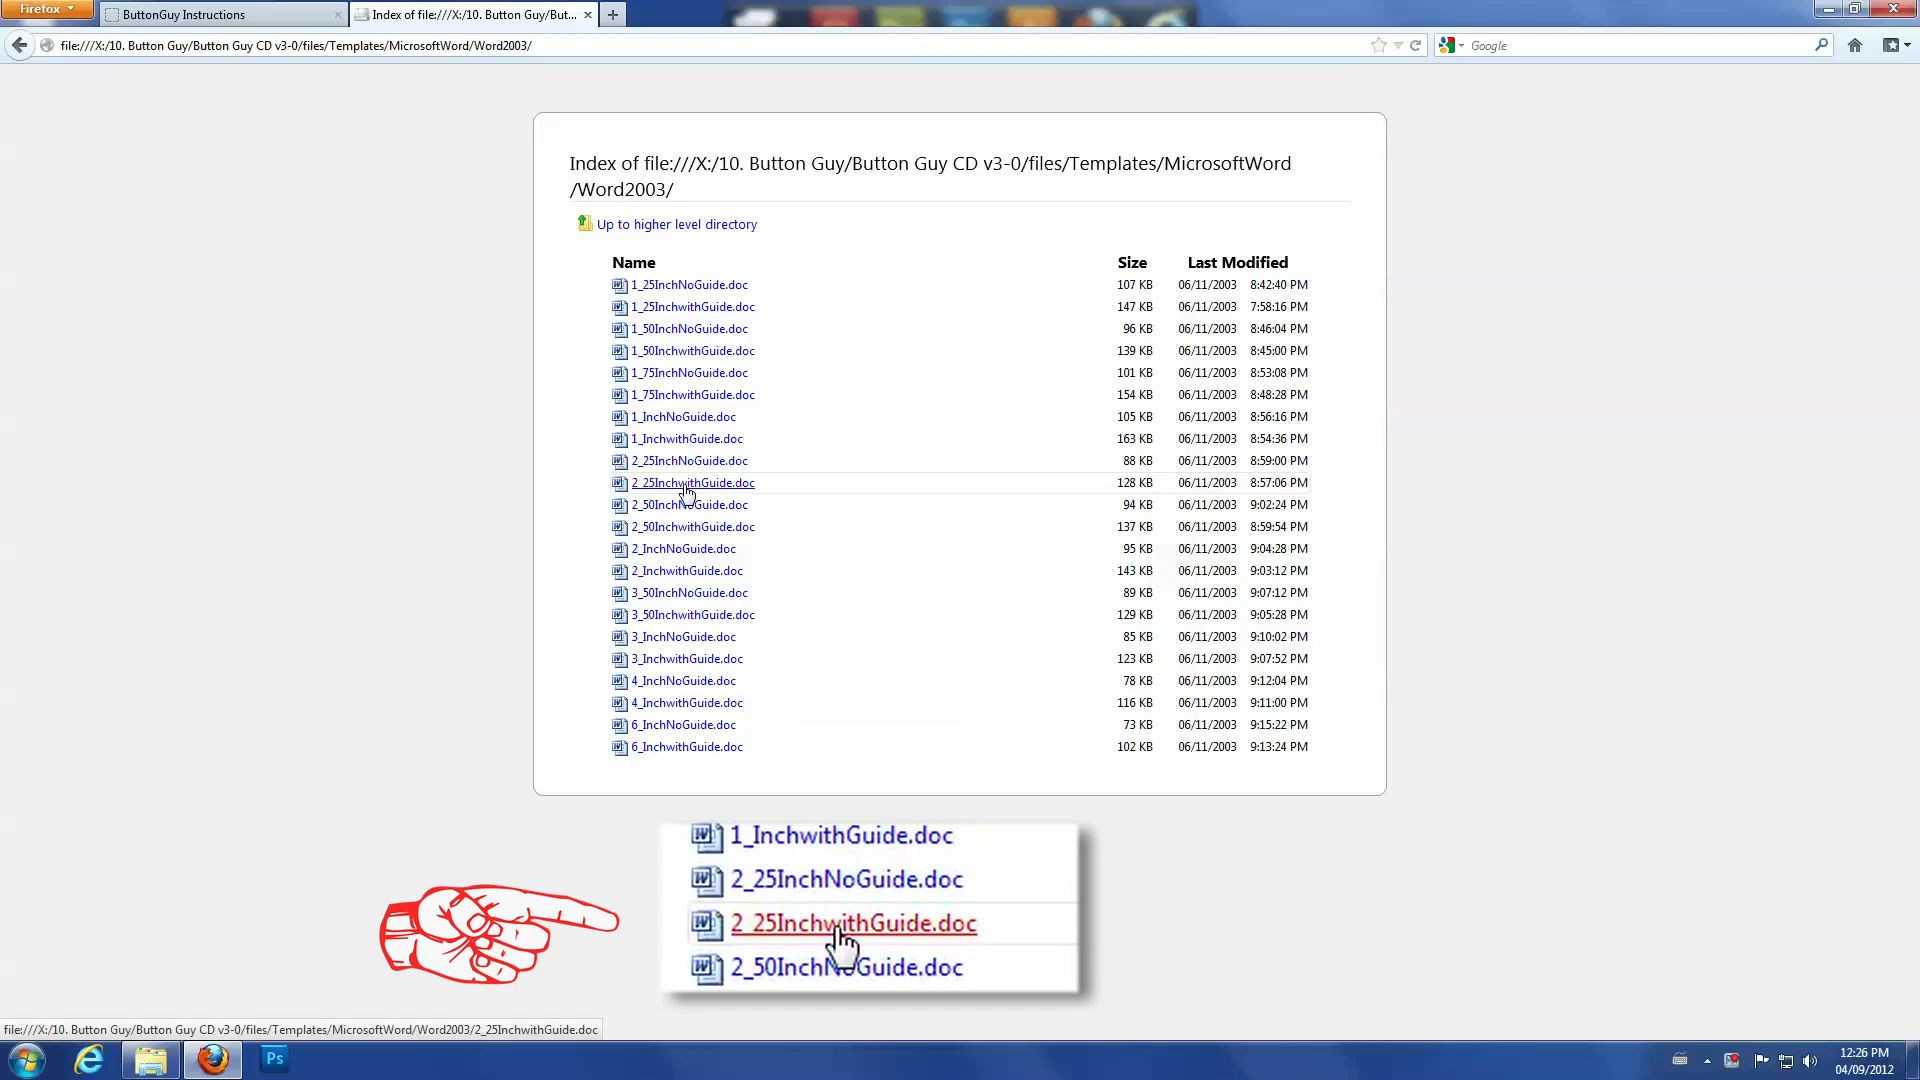 Firefox
ButtonGuy Instructions
Index of file:///X:/10. Button Guy/But...
file:///X:/10. Button Guy/Button Guy CD v3-0/files/Templates/MicrosoftWord/Word2003/
Google
Index of file:///X:/10. Button Guy/Button Guy CD v3-0/files/Templates/MicrosoftWord
/Word2003/
Up to higher level directory
Name Size Last Modified
1_25InchNoGuide.doc 107 KB 06/11/2003 8:42:40 PM
1_25InchwithGuide.doc 147 KB 06/11/2003 7:58:16 PM
1_50InchNoGuide.doc 96 KB 06/11/2003 8:46:04 PM
1_50InchwithGuide.doc 139 KB 06/11/2003 8:45:00 PM
1_75InchNoGuide.doc 101 KB 06/11/2003 8:53:08 PM
1_75InchwithGuide.doc 154 KB 06/11/2003 8:48:28 PM
1_InchNoGuide.doc 105 KB 06/11/2003 8:56:16 PM
1_InchwithGuide.doc 163 KB 06/11/2003 8:54:36 PM
2_25InchNoGuide.doc 88 KB 06/11/2003 8:59:00 PM
2_25InchwithGuide.doc 128 KB 06/11/2003 8:57:06 PM
2_50InchNoGuide.doc 94 KB 06/11/2003 9:02:24 PM
2_50InchwithGuide.doc 137 KB 06/11/2003 8:59:54 PM
2_InchNoGuide.doc 95 KB 06/11/2003 9:04:28 PM
2_InchwithGuide.doc 143 KB 06/11/2003 9:03:12 PM
3_50InchNoGuide.doc 89 KB 06/11/2003 9:07:12 PM
3_50InchwithGuide.doc 129 KB 06/11/2003 9:05:28 PM
3_InchNoGuide.doc 85 KB 06/11/2003 9:10:02 PM
3_InchwithGuide.doc 123 KB 06/11/2003 9:07:52 PM
4_InchNoGuide.doc 78 KB 06/11/2003 9:12:04 PM
4_InchwithGuide.doc 116 KB 06/11/2003 9:11:00 PM
6_InchNoGuide.doc 73 KB 06/11/2003 9:15:22 PM
6_InchwithGuide.doc 102 KB 06/11/2003 9:13:24 PM
1_InchwithGuide.doc
2_25InchNoGuide.doc
2_25InchwithGuide.doc
2_50InchNoGuide.doc
file:///X:/10. Button Guy/Button Guy CD v3-0/files/Templates/MicrosoftWord/Word2003/2_25InchwithGuide.doc
Ps
12:26 PM
04/09/2012